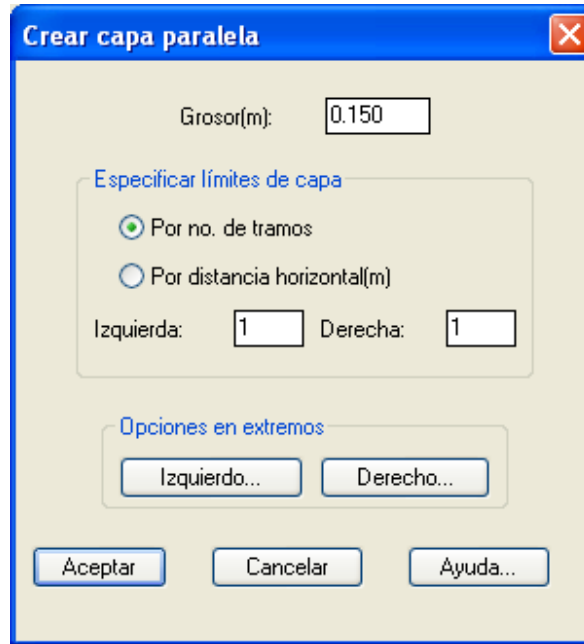 Crear capa paralela
Grosor(m): 0.150
Especificar límites de capa
Por no. de tramos
Por distancia horizontal(m)
Izquierda: 1 Derecha: 1
Opciones en extremos
Izquierdo... Derecho...
Aceptar Cancelar Ayuda...